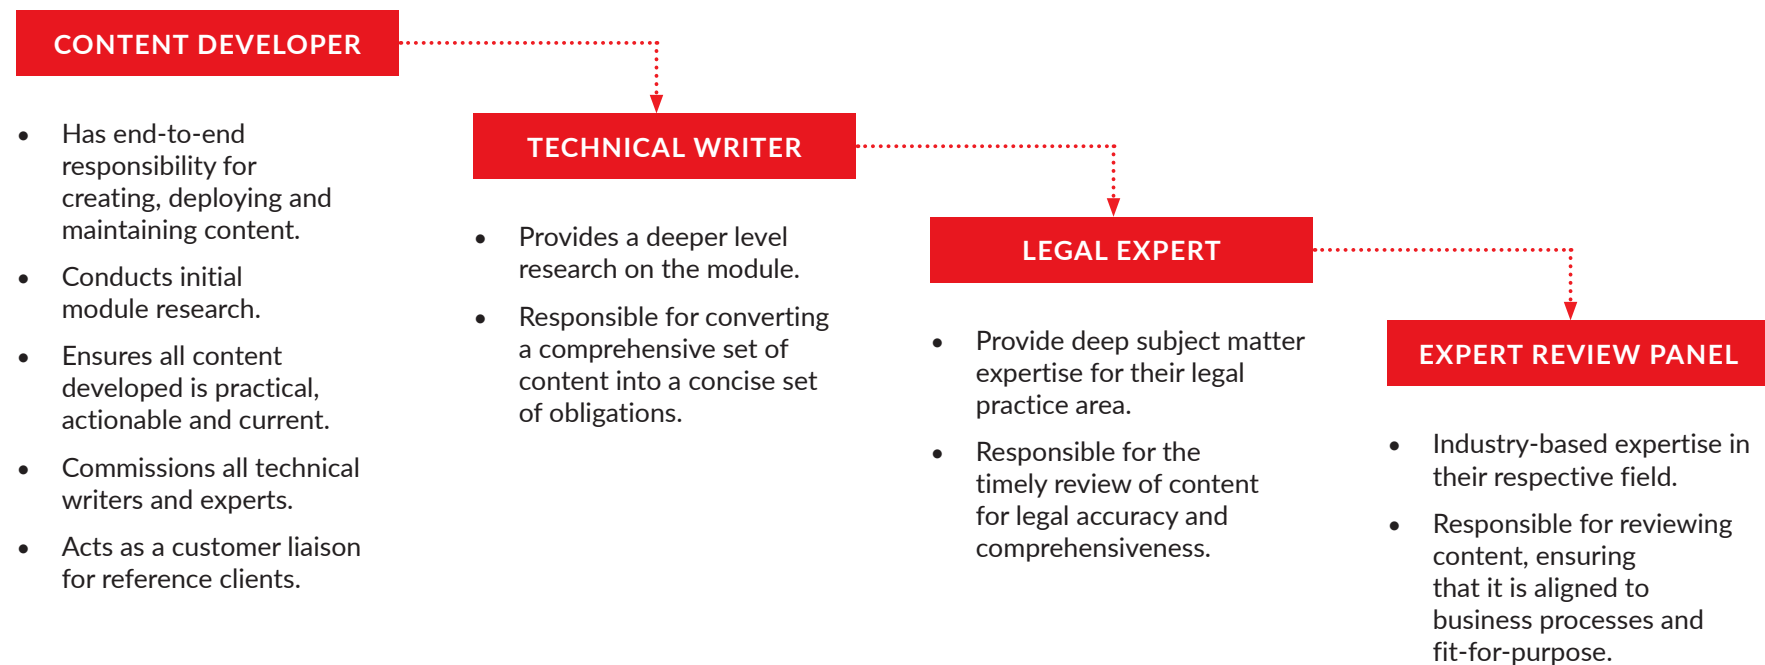 CONTENT DEVELOPER
• Has end-to-end
responsibility for
creating, deploying and
maintaining content.
• Conducts initial
module research.
• Ensures all content
developed is practical,
actionable and current.
• Commissions all technical
writers and experts.
• Acts as a customer liaison
for reference clients.
TECHNICAL WRITER
• Provides a deeper level
research on the module.
• Responsible for converting
a comprehensive set of
content into a concise set
of obligations.
LEGAL EXPERT
• Provide deep subject matter
expertise for their legal
practice area.
• Responsible for the
timely review of content
for legal accuracy and
comprehensiveness.
EXPERT REVIEW PANEL
• Industry-based expertise in
their respective field.
• Responsible for reviewing
content, ensuring
that it is aligned to
business processes and
fit-for-purpose.